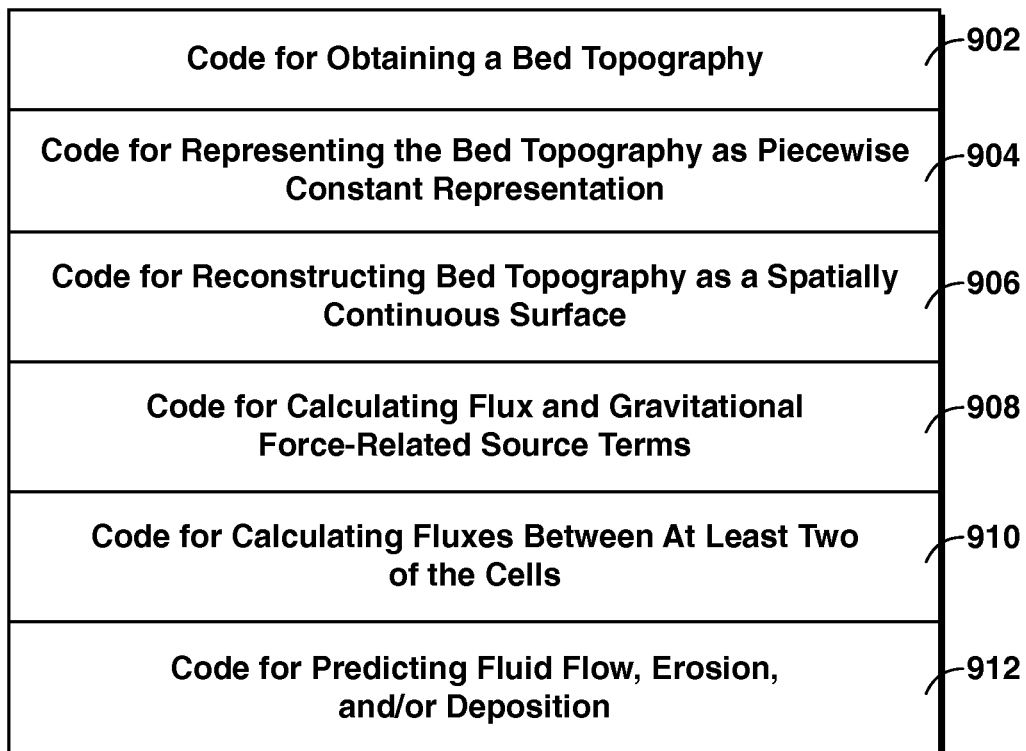 Code for Obtaining a Bed Topography
902
Code for Representing the Bed Topography as Piecewise
Constant Representation
904
Code for Reconstructing Bed Topography as a Spatially
Continuous Surface
906
Code for Calculating Flux and Gravitational
Force-Related Source Terms
908
Code for Calculating Fluxes Between At Least Two
of the Cells
910
Code for Predicting Fluid Flow, Erosion,
and/or Deposition
912